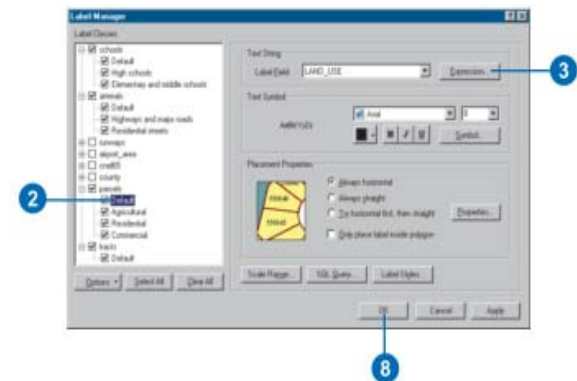 Label Manager
Label Classes
schools
Default
High schools
Elementary and middle schools
Default
Highways and major roads
Residential streets
runways
airport_area
county
parcels
Default
Agricultural
Residential
Commercial
tracts
Default
Options
Select All
Clear All
Text String
Label Field:
LAND_USE
Expression...
3
Text Symbol
AaBbYyZz
Arial
8
B
I
U
Symbol...
Placement Properties
Always horizontal
Always straight
Try horizontal first, then straight
Only place label inside polygon
Properties...
2
Scale Range...
SQL Query...
Label Styles...
OK
Cancel
Apply
8